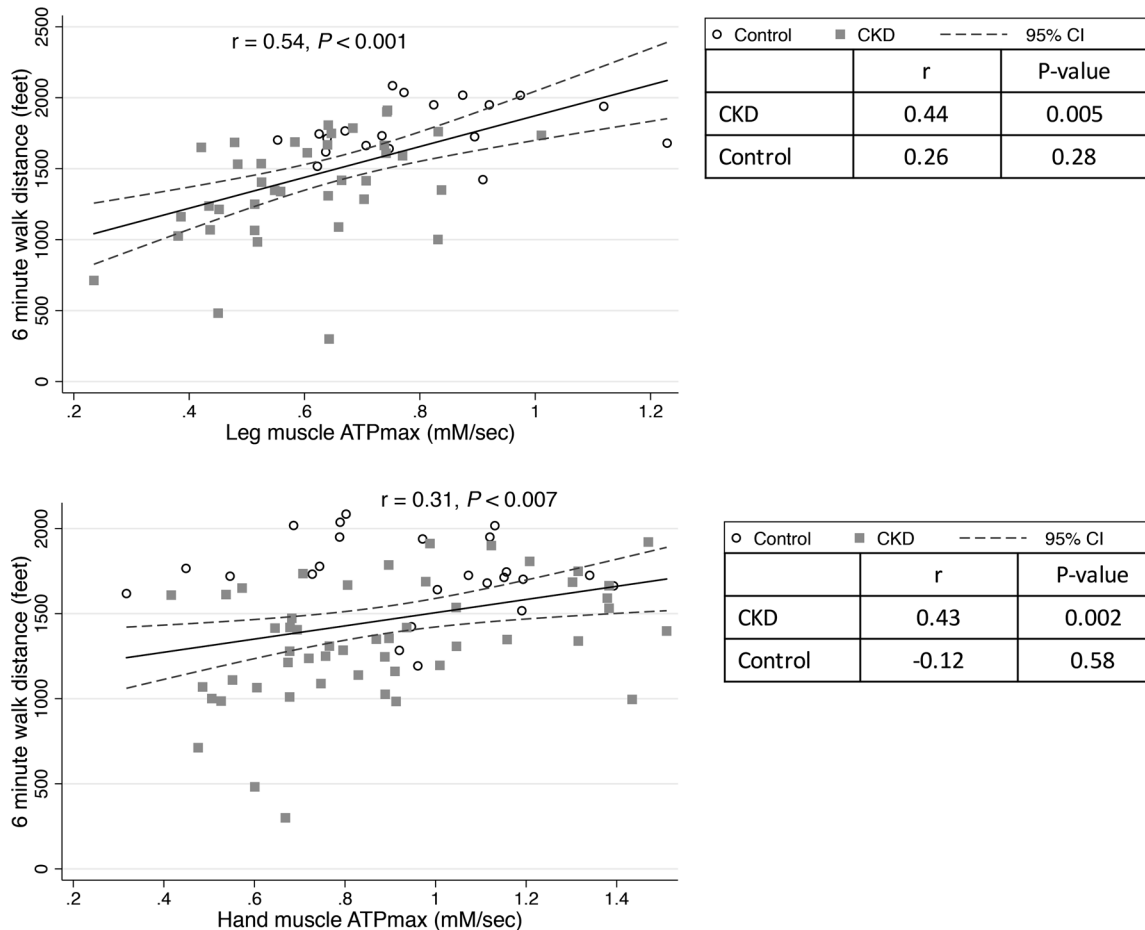 r = 0.54, P < 0.001
6 minute walk distance (feet)
2500
2000
1500
1000
500
0
.2 .4 .6 .8 1 1.2
Leg muscle ATPmax (mM/sec)
Control CKD 95% CI
r P-value
CKD 0.44 0.005
Control 0.26 0.28
r = 0.31, P < 0.007
6 minute walk distance (feet)
2000
1500
1000
500
0
.2 .4 .6 .8 1 1.2 1.4
Hand muscle ATPmax (mM/sec)
Control CKD 95% CI
r P-value
CKD 0.43 0.002
Control -0.12 0.58